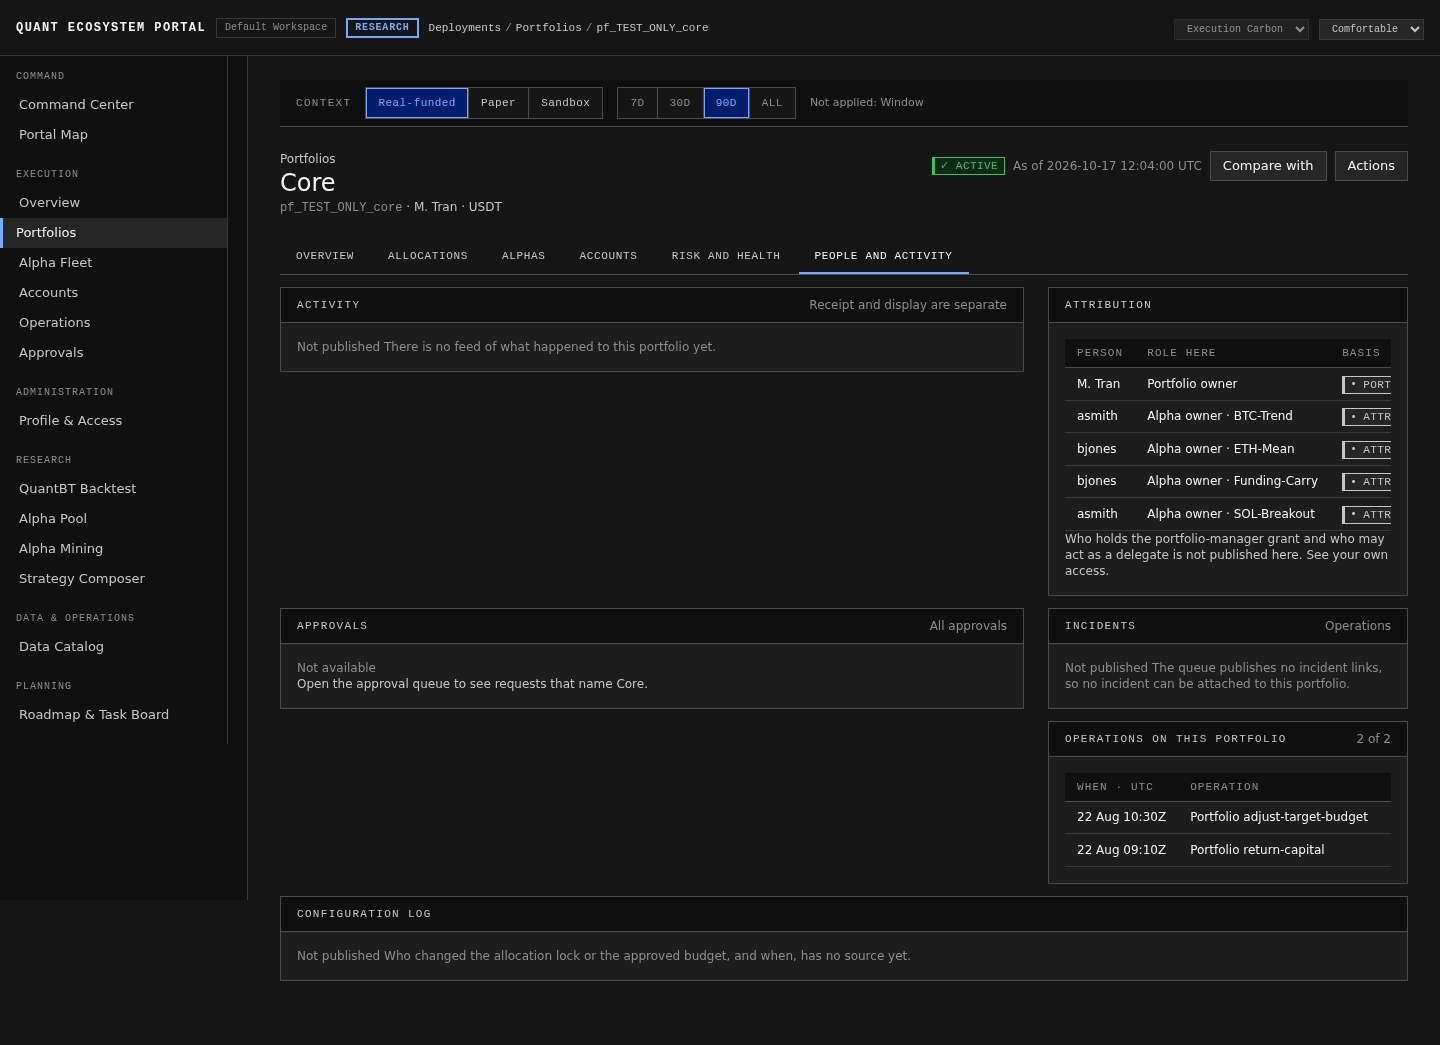 QUANT ECOSYSTEM PORTAL
Default Workspace
RESEARCH
Deployments / Portfolios / pf_TEST_ONLY_core
Execution Carbon
Comfortable
COMMAND
Command Center
Portal Map
EXECUTION
Overview
Portfolios
Alpha Fleet
Accounts
Operations
Approvals
ADMINISTRATION
Profile & Access
RESEARCH
QuantBT Backtest
Alpha Pool
Alpha Mining
Strategy Composer
DATA & OPERATIONS
Data Catalog
PLANNING
Roadmap & Task Board
CONTEXT
Real-funded Paper Sandbox
7D 30D 90D ALL
Not applied: Window
Portfolios
Core
pf_TEST_ONLY_core · M. Tran · USDT
✓ ACTIVE
As of 2026-10-17 12:04:00 UTC
Compare with
Actions
OVERVIEW ALLOCATIONS ALPHAS ACCOUNTS RISK AND HEALTH PEOPLE AND ACTIVITY
ACTIVITY
Receipt and display are separate
Not published There is no feed of what happened to this portfolio yet.
ATTRIBUTION
PERSON ROLE HERE BASIS
M. Tran Portfolio owner • PORT
asmith Alpha owner · BTC-Trend • ATTR
bjones Alpha owner · ETH-Mean • ATTR
bjones Alpha owner · Funding-Carry • ATTR
asmith Alpha owner · SOL-Breakout • ATTR
Who holds the portfolio-manager grant and who may
act as a delegate is not published here. See your own
access.
APPROVALS
All approvals
Not available
Open the approval queue to see requests that name Core.
INCIDENTS
Operations
Not published The queue publishes no incident links,
so no incident can be attached to this portfolio.
OPERATIONS ON THIS PORTFOLIO
2 of 2
WHEN · UTC OPERATION
22 Aug 10:30Z Portfolio adjust-target-budget
22 Aug 09:10Z Portfolio return-capital
CONFIGURATION LOG
Not published Who changed the allocation lock or the approved budget, and when, has no source yet.